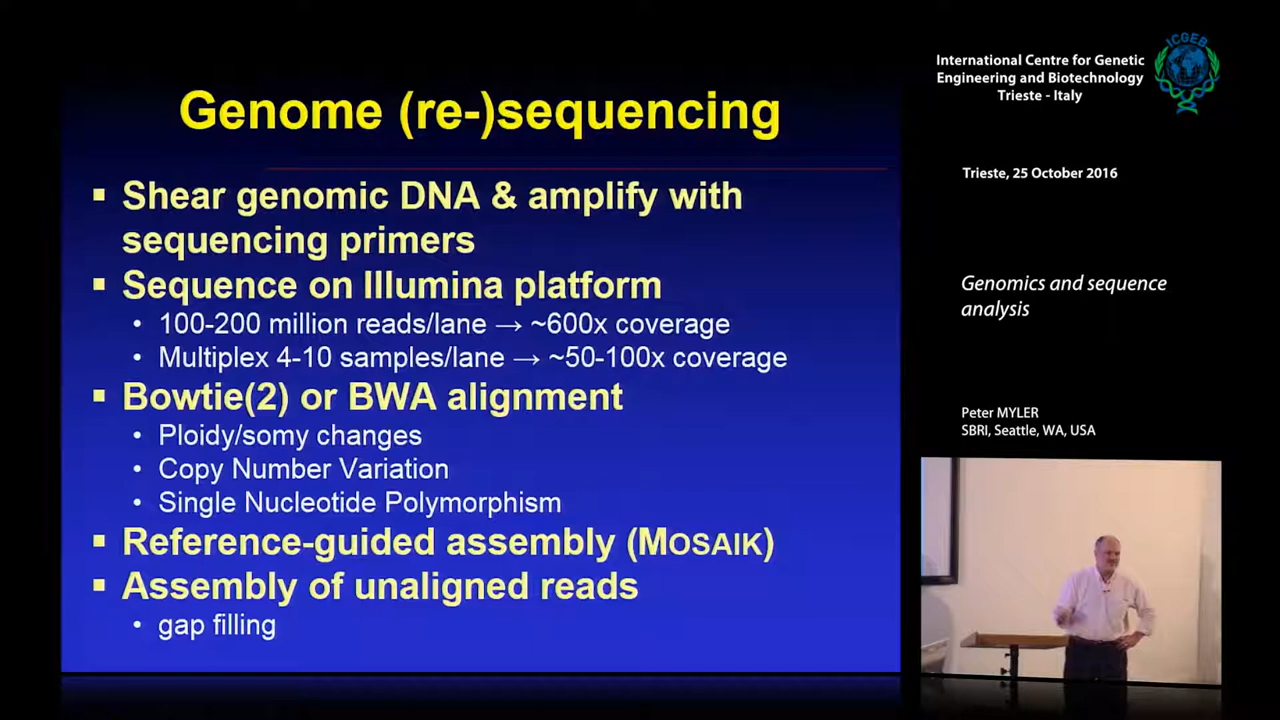 Genome (re-)sequencing
▪ Shear genomic DNA & amplify with
sequencing primers
▪ Sequence on Illumina platform
• 100-200 million reads/lane → ~600x coverage
• Multiplex 4-10 samples/lane → ~50-100x coverage
▪ Bowtie(2) or BWA alignment
• Ploidy/somy changes
• Copy Number Variation
• Single Nucleotide Polymorphism
▪ Reference-guided assembly (MOSAIK)
▪ Assembly of unaligned reads
• gap filling
International Centre for Genetic
Engineering and Biotechnology
Trieste - Italy
ICGEB
Trieste, 25 October 2016
Genomics and sequence
analysis
Peter MYLER
SBRI, Seattle, WA, USA